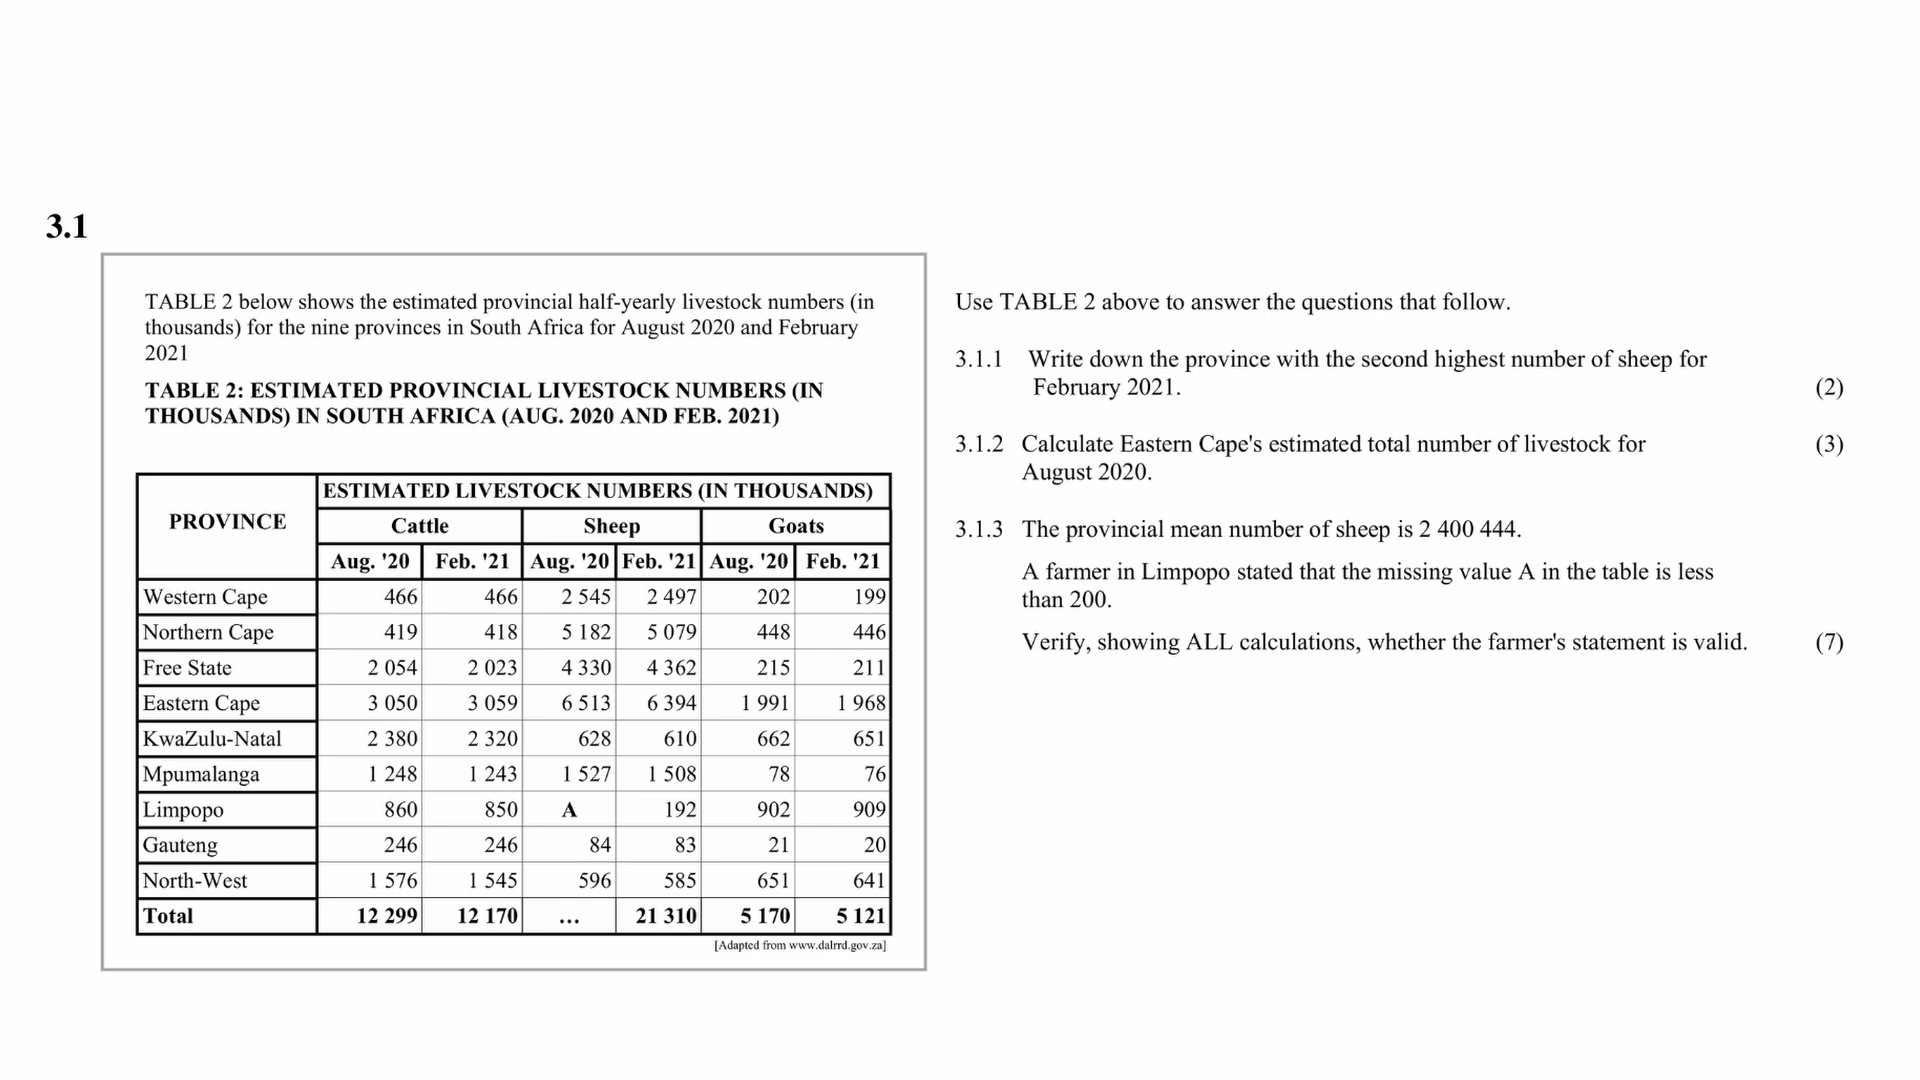 3.1
TABLE 2 below shows the estimated provincial half-yearly livestock numbers (in
thousands) for the nine provinces in South Africa for August 2020 and February
2021
TABLE 2: ESTIMATED PROVINCIAL LIVESTOCK NUMBERS (IN
THOUSANDS) IN SOUTH AFRICA (AUG. 2020 AND FEB. 2021)
PROVINCE
ESTIMATED LIVESTOCK NUMBERS (IN THOUSANDS)
Cattle Sheep Goats
Aug. '20 Feb. '21 Aug. '20 Feb. '21 Aug. '20 Feb. '21
Western Cape 466 466 2 545 2 497 202 199
Northern Cape 419 418 5 182 5 079 448 446
Free State 2 054 2 023 4 330 4 362 215 211
Eastern Cape 3 050 3 059 6 513 6 394 1 991 1 968
KwaZulu-Natal 2 380 2 320 628 610 662 651
Mpumalanga 1 248 1 243 1 527 1 508 78 76
Limpopo 860 850 A 192 902 909
Gauteng 246 246 84 83 21 20
North-West 1 576 1 545 596 585 651 641
Total 12 299 12 170 ... 21 310 5 170 5 121
[Adapted from www.dalrrd.gov.za]
Use TABLE 2 above to answer the questions that follow.
3.1.1 Write down the province with the second highest number of sheep for
February 2021. (2)
3.1.2 Calculate Eastern Cape's estimated total number of livestock for (3)
August 2020.
3.1.3 The provincial mean number of sheep is 2 400 444.
A farmer in Limpopo stated that the missing value A in the table is less
than 200.
Verify, showing ALL calculations, whether the farmer's statement is valid. (7)